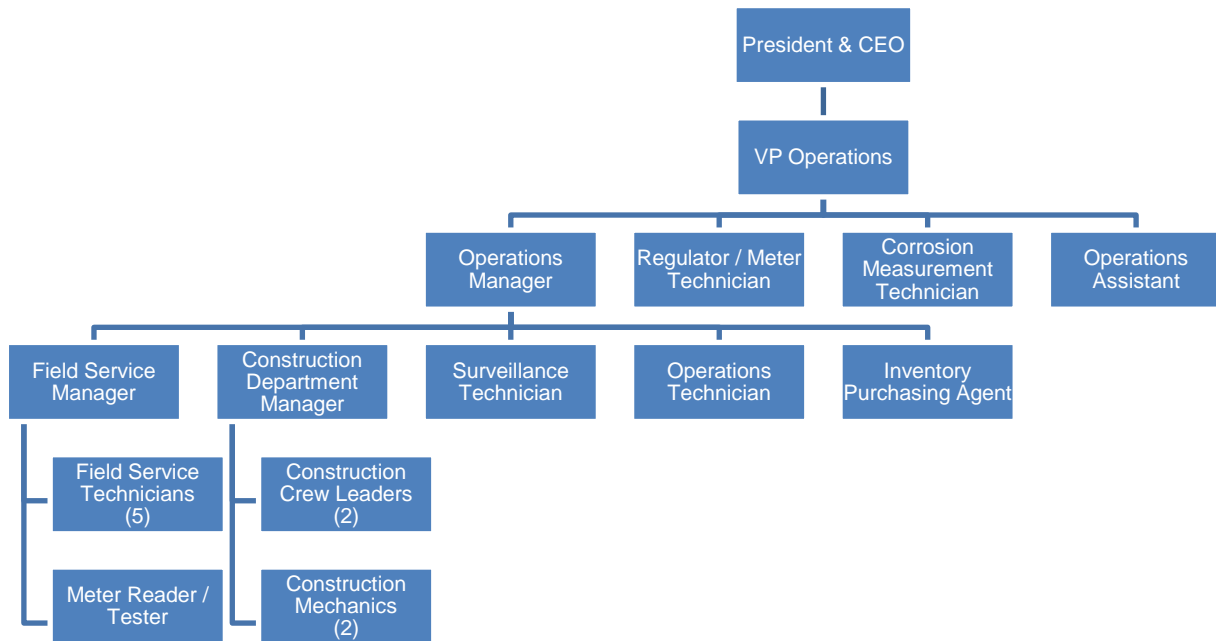 President & CEO
VP Operations
Operations
Manager
Regulator / Meter
Technician
Corrosion
Measurement
Technician
Operations
Assistant
Field Service
Manager
Construction
Department
Manager
Surveillance
Technician
Operations
Technician
Inventory
Purchasing Agent
Field Service
Technicians
(5)
Construction
Crew Leaders
(2)
Meter Reader /
Tester
Construction
Mechanics
(2)